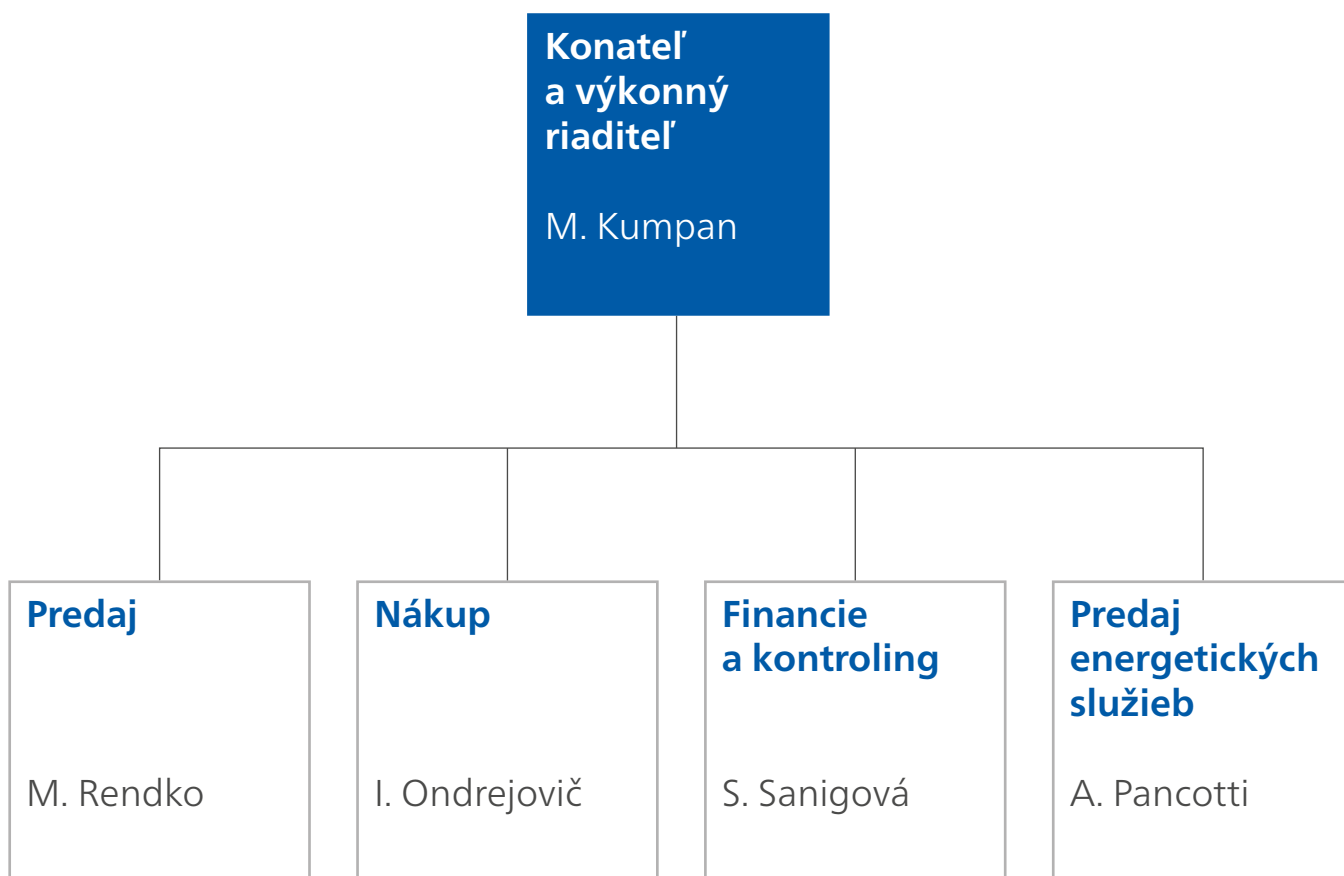 Konateľ
a výkonný
riaditeľ
M. Kumpan
Predaj
M. Rendko
Nákup
I. Ondrejovič
Financie
a kontroling
S. Sanigová
Predaj
energetických
služieb
A. Pancotti